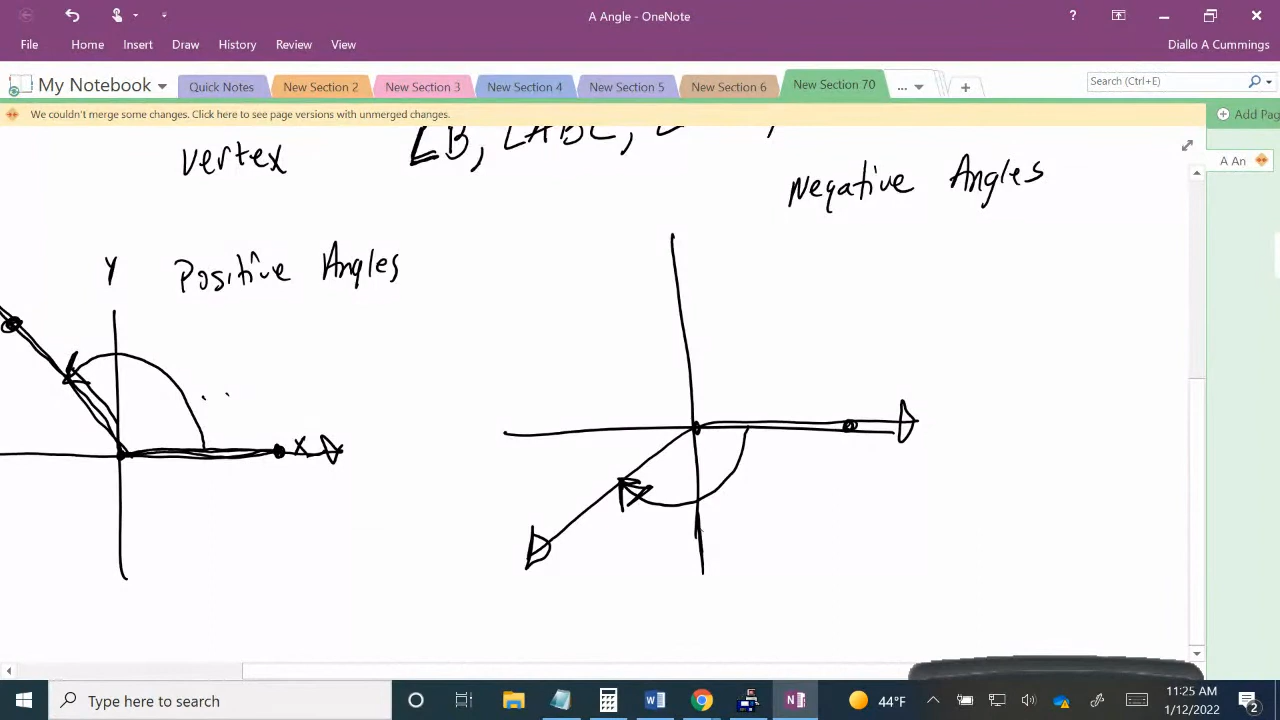 A Angle - OneNote
File Home Insert Draw History Review View
Diallo A Cummings
My Notebook
Quick Notes
New Section 2
New Section 3
New Section 4
New Section 5
New Section 6
New Section 70
...
Search (Ctrl+E)
We couldn't merge some changes. Click here to see page versions with unmerged changes.
Add Pag
A An
vertex
∠B, ∠ABC, ∠
Negative Angles
Y
Positive Angles
X
Type here to search
44°F
11:25 AM
1/12/2022
2